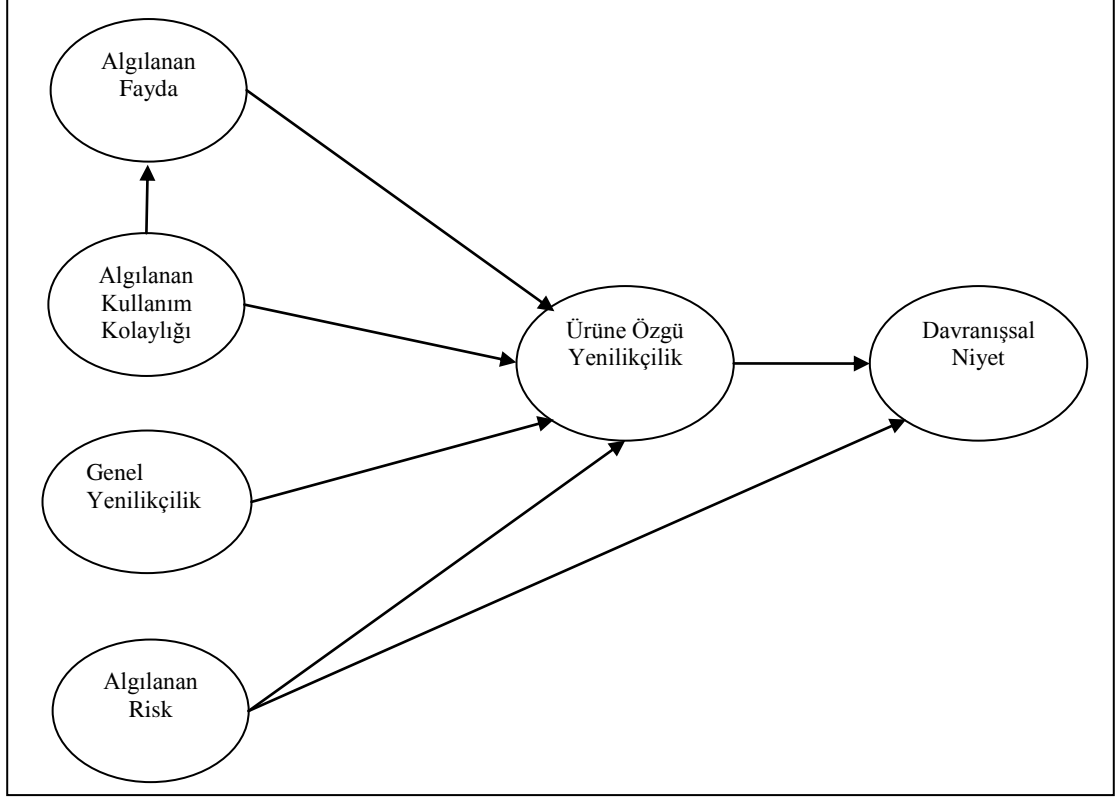 Algılanan
Fayda
Algılanan
Kullanım
Kolaylığı
Ürüne Özgü
Yenilikçilik
Davranışsal
Niyet
Genel
Yenilikçilik
Algılanan
Risk